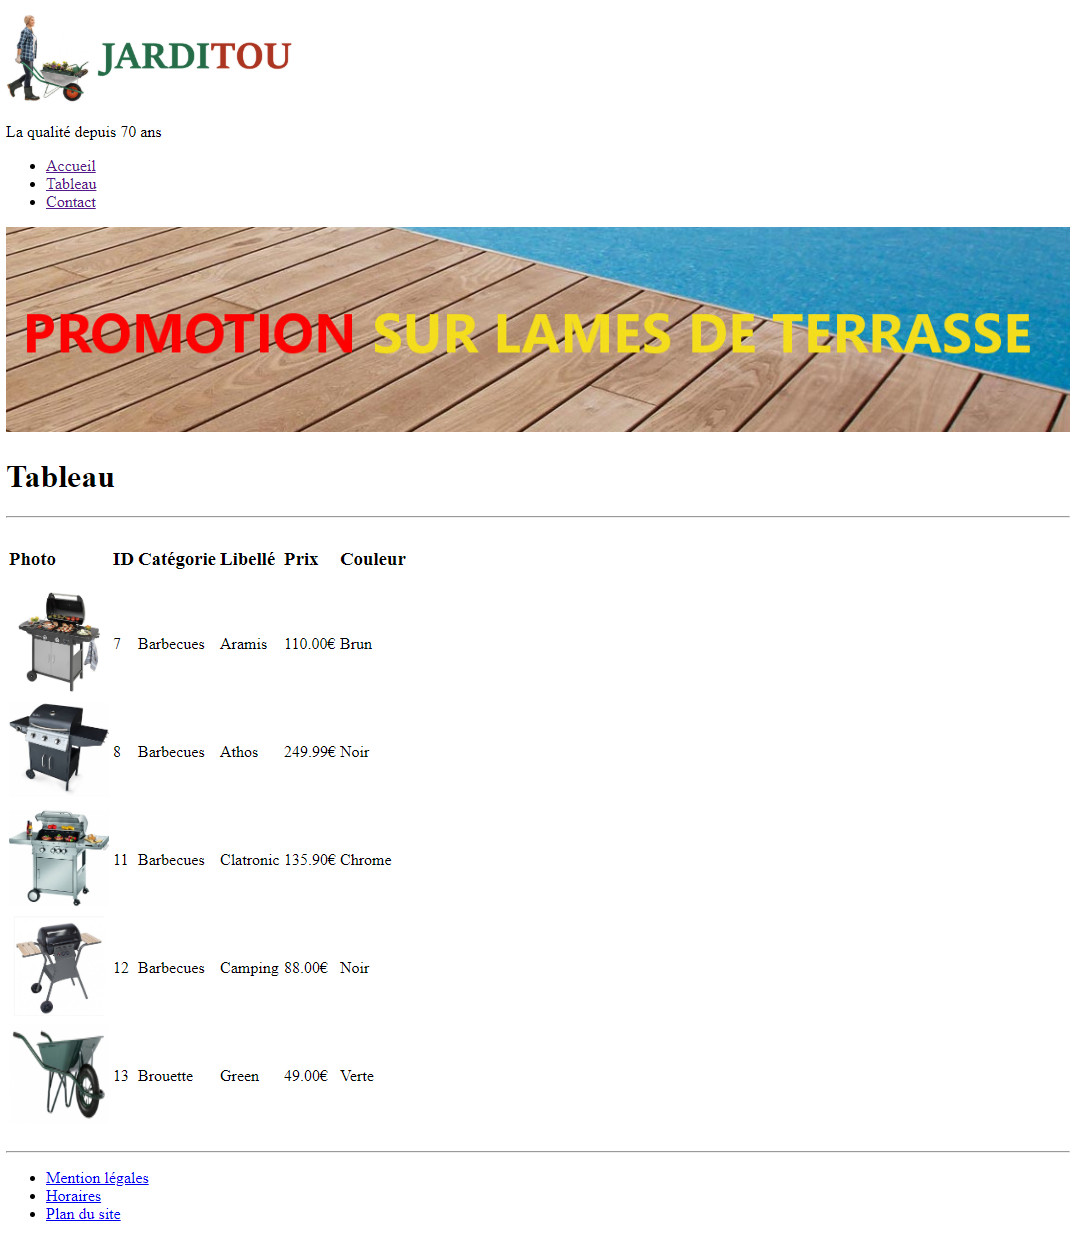 JARDITOU
La qualité depuis 70 ans
Accueil
Tableau
Contact
PROMOTION SUR LAMES DE TERRASSE
Tableau
Photo ID Catégorie Libellé Prix Couleur
7 Barbecues Aramis 110.00€ Brun
8 Barbecues Athos 249.99€ Noir
11 Barbecues Clatronic 135.90€ Chrome
12 Barbecues Camping 88.00€ Noir
13 Brouette Green 49.00€ Verte
Mention légales
Horaires
Plan du site